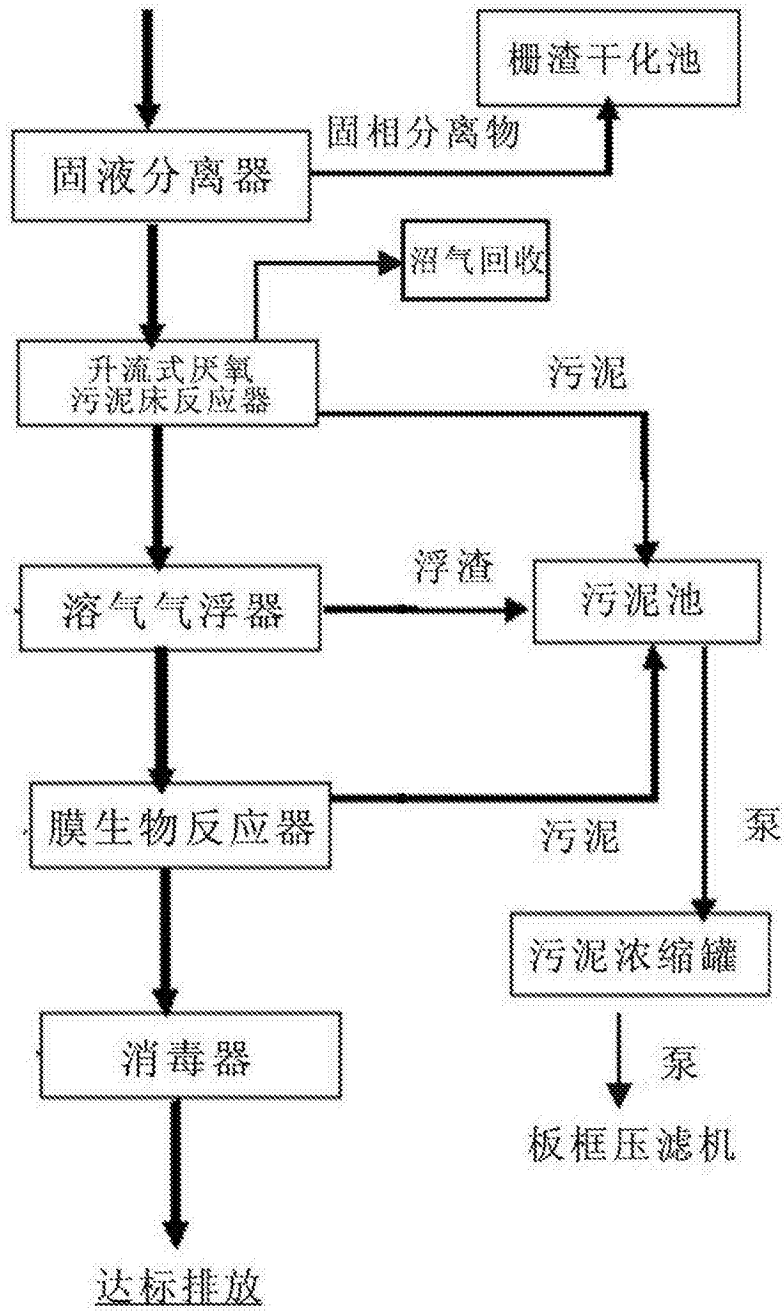 栅渣干化池
固相分离物
固液分离器
沼气回收
升流式厌氧
污泥床反应器
污泥
浮渣
溶气气浮器
污泥池
膜生物反应器
污泥
泵
污泥浓缩罐
消毒器
泵
板框压滤机
达标排放